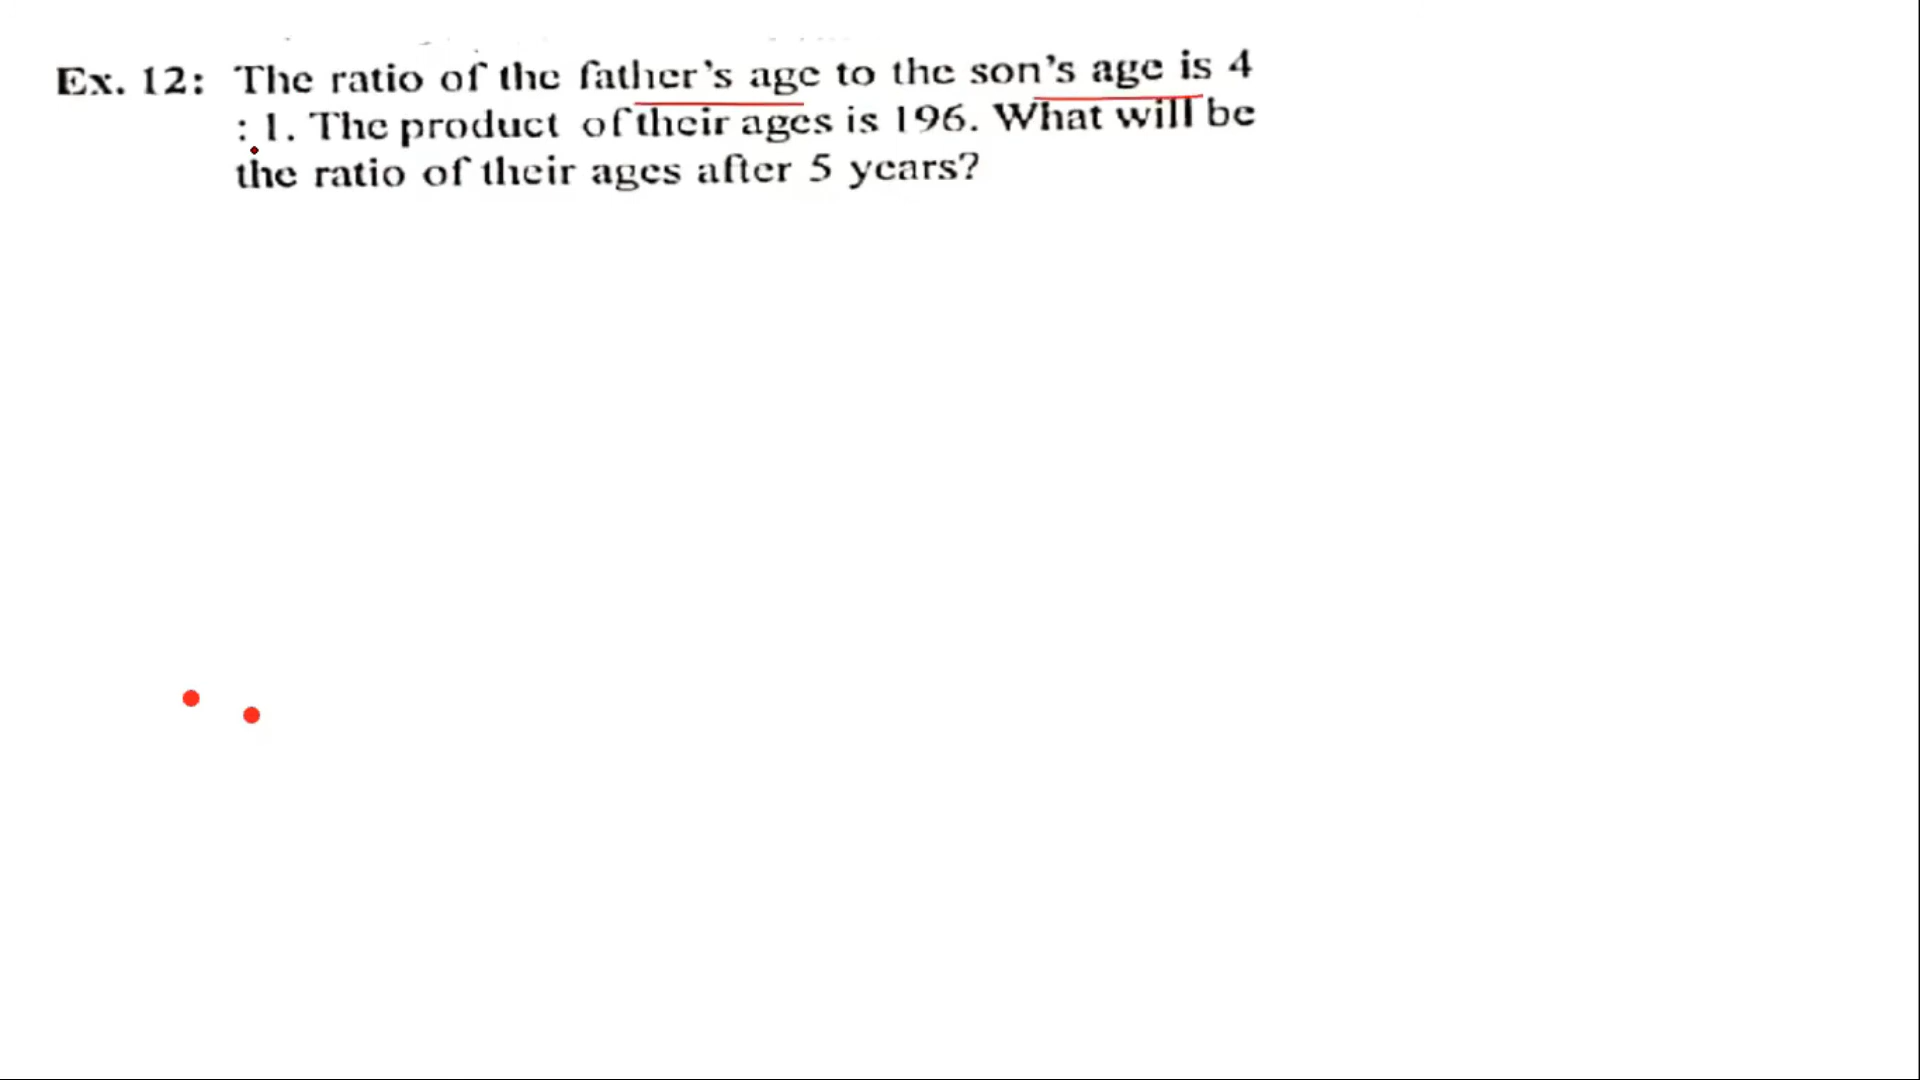 Ex. 12: The ratio of the father's age to the son's age is 4
: 1. The product of their ages is 196. What will be
the ratio of their ages after 5 years?